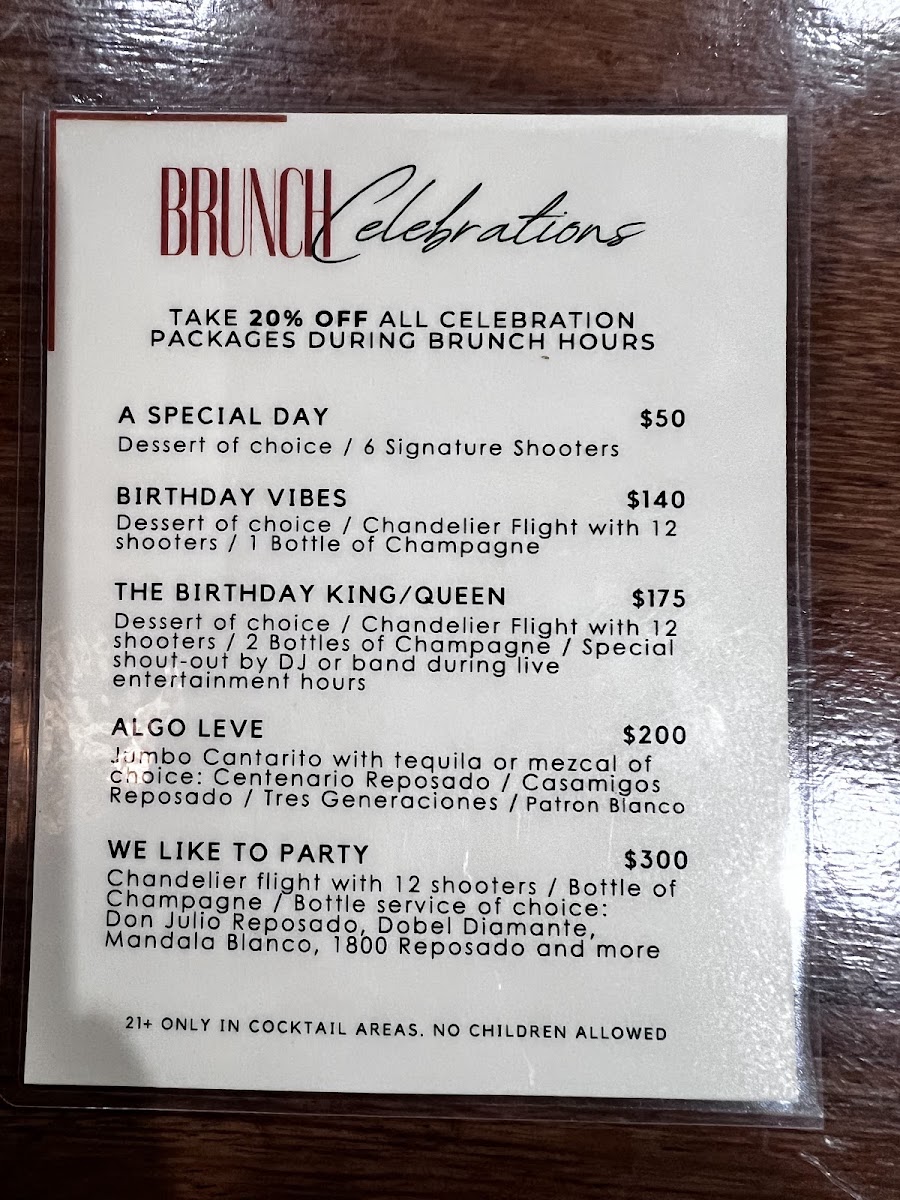 BRUNCH Celebrations
TAKE 20% OFF ALL CELEBRATION
PACKAGES DURING BRUNCH HOURS
A SPECIAL DAY $50
Dessert of choice / 6 Signature Shooters
BIRTHDAY VIBES $140
Dessert of choice / Chandelier Flight with 12
shooters / 1 Bottle of Champagne
THE BIRTHDAY KING/QUEEN $175
Dessert of choice / Chandelier Flight with 12
shooters / 2 Bottles of Champagne / Special
shout-out by DJ or band during live
entertainment hours
ALGO LEVE $200
Jumbo Cantarito with tequila or mezcal of
choice: Centenario Reposado / Casamigos
Reposado / Tres Generaciones / Patron Blanco
WE LIKE TO PARTY $300
Chandelier flight with 12 shooters / Bottle of
Champagne / Bottle service of choice:
Don Julio Reposado, Dobel Diamante,
Mandala Blanco, 1800 Reposado and more
21+ ONLY IN COCKTAIL AREAS. NO CHILDREN ALLOWED